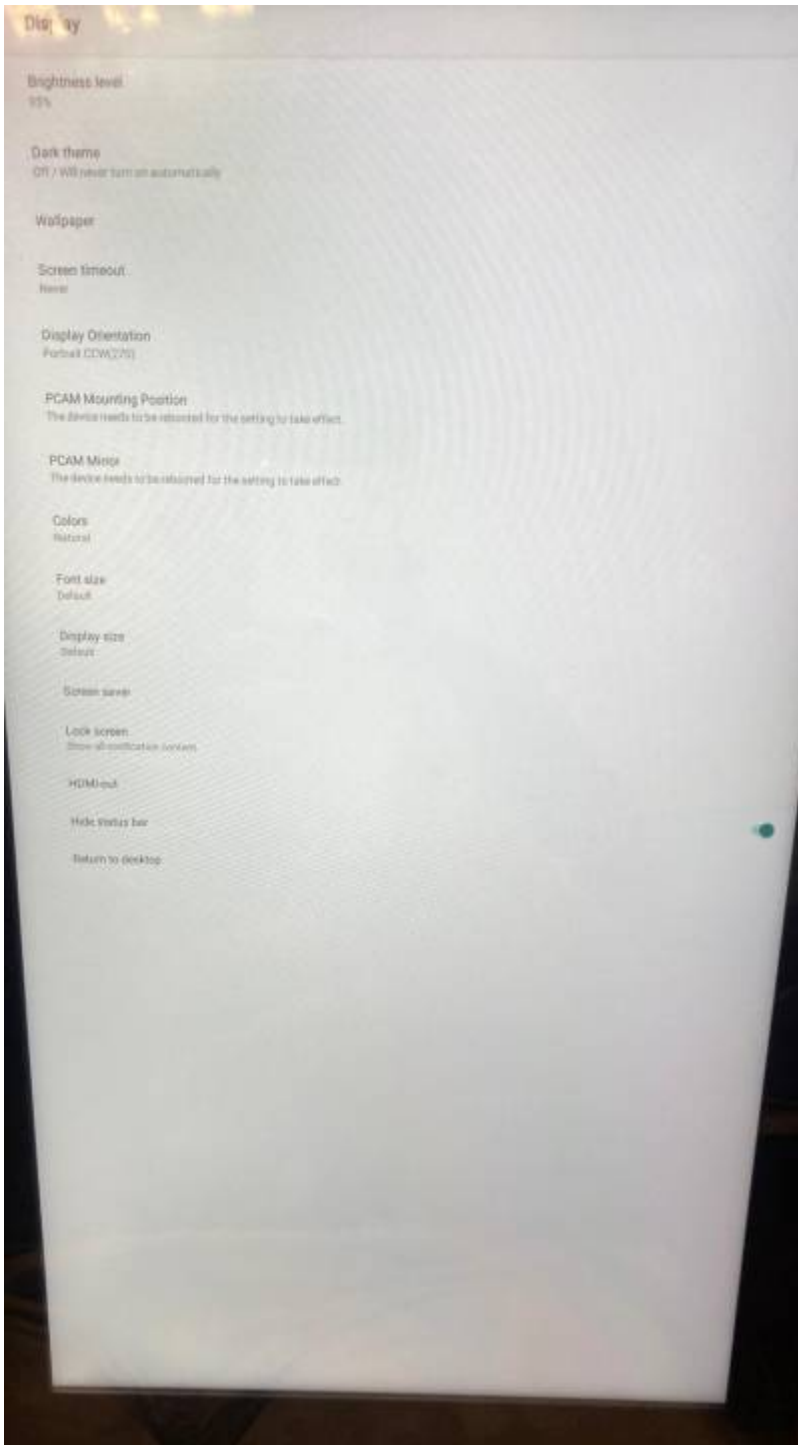 Display
Brightness level
95%
Dark theme
Off / Will never turn on automatically
Wallpaper
Screen timeout
Never
Display Orientation
Portrait CCW(270)
PCAM Mounting Position
The device needs to be rebooted for the setting to take effect.
PCAM Mirror
The device needs to be rebooted for the setting to take effect.
Colors
Natural
Font size
Default
Display size
Default
Screen saver
Lock screen
Show all notification content
HDMI out
Hide status bar
Return to desktop